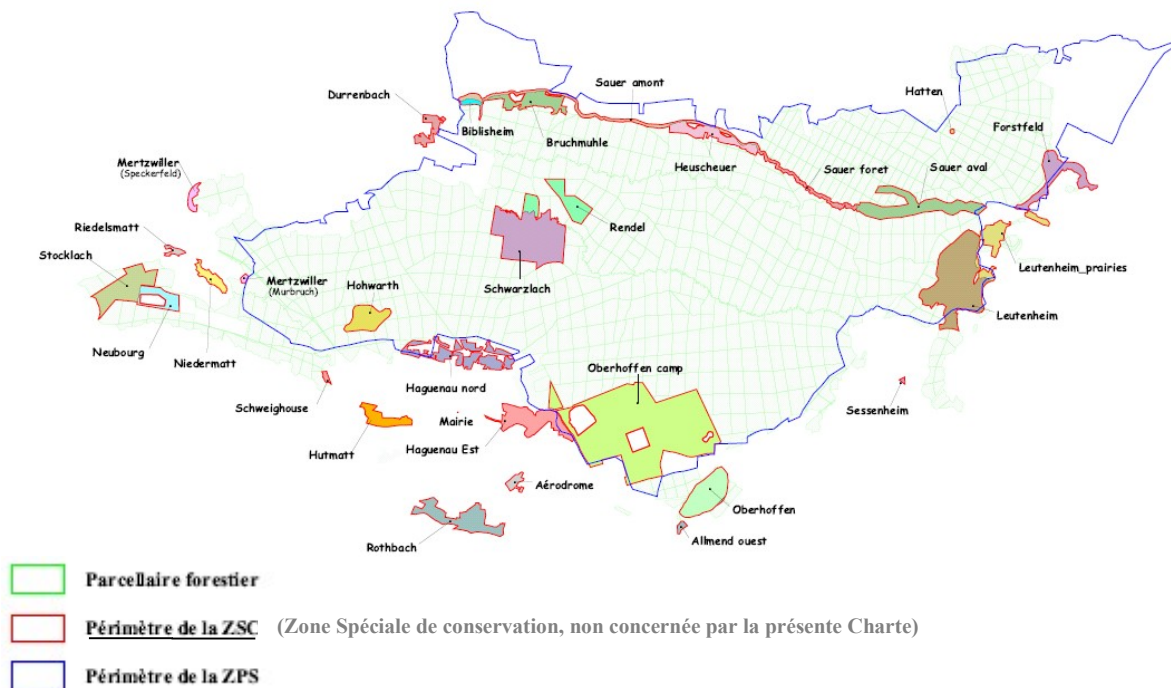 Sauer amont
Hatten
Durrenbach
Biblisheim
Forstfeld
Bruchmuhle
Heuscheuer
Sauer foret
Sauer aval
Mertzwiller
(Speckerfeld)
Rendel
Riedelsmatt
Stocklach
Leutenheim_prairies
Mertzwiller
(Murbruch)
Hohwarth
Schwarzlach
Leutenheim
Neubourg
Niedermatt
Oberhoffen camp
Haguenau nord
Schweighouse
Sessenheim
Mairie
Hutmatt
Haguenau Est
Aérodrome
Oberhoffen
Rothbach
Allmend ouest
Parcellaire forestier
Périmètre de la ZSC (Zone Spéciale de conservation, non concernée par la présente Charte)
Périmètre de la ZPS